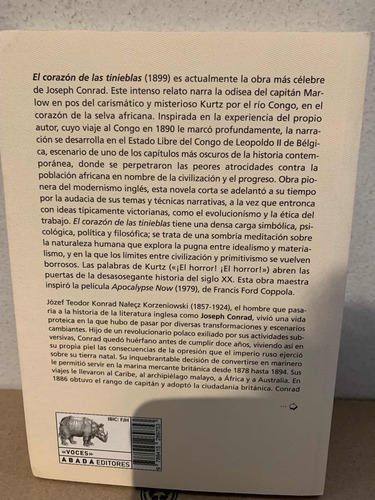 El corazón de las tinieblas (1899) es actualmente la obra más célebre
de Joseph Conrad. Este intenso relato narra la odisea del capitán Mar-
low en pos del carismático y misterioso Kurtz por el río Congo, en el
corazón de la selva africana. Inspirada en la experiencia del propio
autor, cuyo viaje al Congo en 1890 le marcó profundamente, la narra-
ción se desarrolla en el Estado Libre del Congo de Leopoldo II de Bélgi-
ca, escenario de uno de los capítulos más oscuros de la historia contem-
poránea, donde se perpetraron las peores atrocidades contra la
población africana en nombre de la civilización y el progreso. Obra pio-
nera del modernismo inglés, esta novela corta se adelantó a su tiempo
por la audacia de sus temas y técnicas narrativas, a la vez que entronca
con ideas típicamente victorianas, como el evolucionismo y la ética del
trabajo. El corazón de las tinieblas tiene una densa carga simbólica, psi-
cológica, política y filosófica; se trata de una sombría meditación sobre
la naturaleza humana que explora la pugna entre idealismo y materia-
lismo, y en la que los límites entre civilización y primitivismo se vuelven
borrosos. Las palabras de Kurtz («¡El horror! ¡El horror!») abren las
puertas de la desasosegante historia del siglo XX. Esta obra maestra
inspiró la película Apocalypse Now (1979), de Francis Ford Coppola.
Józef Teodor Konrad Nalęcz Korzeniowski (1857-1924), el hombre que pasa-
ría a la historia de la literatura inglesa como Joseph Conrad, vivió una vida
proteica en la que hubo de pasar por diversas transformaciones y escenarios
cambiantes. Hijo de un revolucionario polaco exiliado por sus actividades sub-
versivas, Conrad quedó huérfano antes de cumplir doce años, viviendo así en
su propia piel las consecuencias de la opresión que el imperio ruso ejerció
sobre su tierra natal. Su inquebrantable decisión de convertirse en marinero
le permitió servir en la marina mercante británica desde 1878 hasta 1894. Sus
viajes le llevaron al Caribe, al archipiélago malayo, a África y a Australia. En
1886 obtuvo el rango de capitán y adoptó la ciudadanía británica. Conrad
...
IBIC: FJH
«VOCES»
ABADA EDITORES